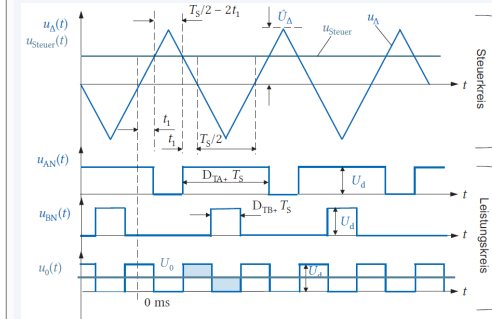 u_Δ(t)
T_S/2 − 2t_1
Û_Δ
u_Δ
u_Steuer(t)
u_Steuer
t
Steuerkreis
t_1
t_1
T_S/2
u_AN(t)
D_TA+ T_S
U_d
t
u_BN(t)
D_TB+ T_S
U_d
t
Leistungskreis
u_0(t)
U_0
U_d
t
0 ms